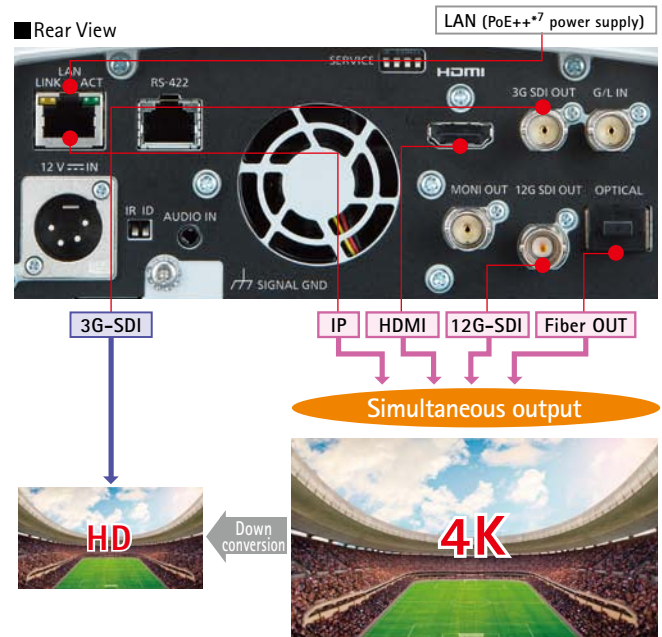 ■Rear View
LAN (PoE++*7 power supply)
SERVICE
HDMI
LAN
LINK ACT
RS-422
3G SDI OUT
G/L IN
12 V IN
IR ID
AUDIO IN
MONI OUT
12G SDI OUT
OPTICAL
SIGNAL GND
3G-SDI
IP
HDMI
12G-SDI
Fiber OUT
Simultaneous output
HD
Down
conversion
4K